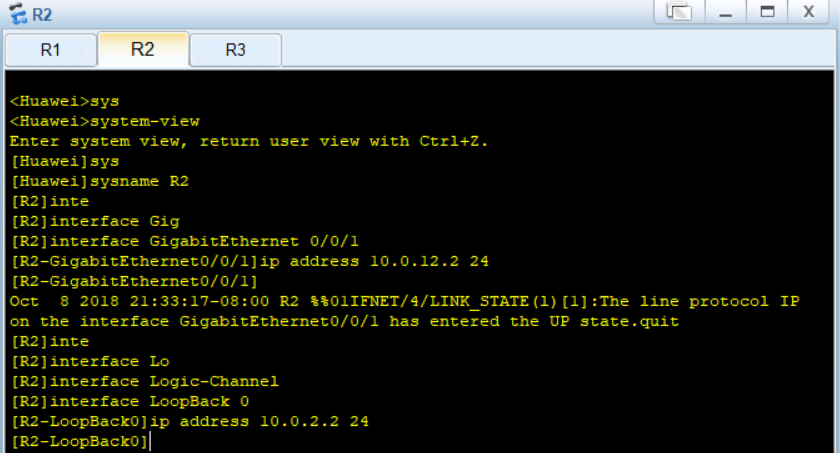 R2
X
R1
R2
R3
<Huawei>sys
<Huawei>system-view
Enter system view, return user view with Ctrl+Z.
[Huawei]sys
[Huawei]sysname R2
[R2]inte
[R2]interface Gig
[R2]interface GigabitEthernet 0/0/1
[R2-GigabitEthernet0/0/1]ip address 10.0.12.2 24
[R2-GigabitEthernet0/0/1]
Oct  8 2018 21:33:17-08:00 R2 %%01IFNET/4/LINK_STATE(l)[1]:The line protocol IP
on the interface GigabitEthernet0/0/1 has entered the UP state.quit
[R2]inte
[R2]interface Lo
[R2]interface Logic-Channel
[R2]interface LoopBack 0
[R2-LoopBack0]ip address 10.0.2.2 24
[R2-LoopBack0]